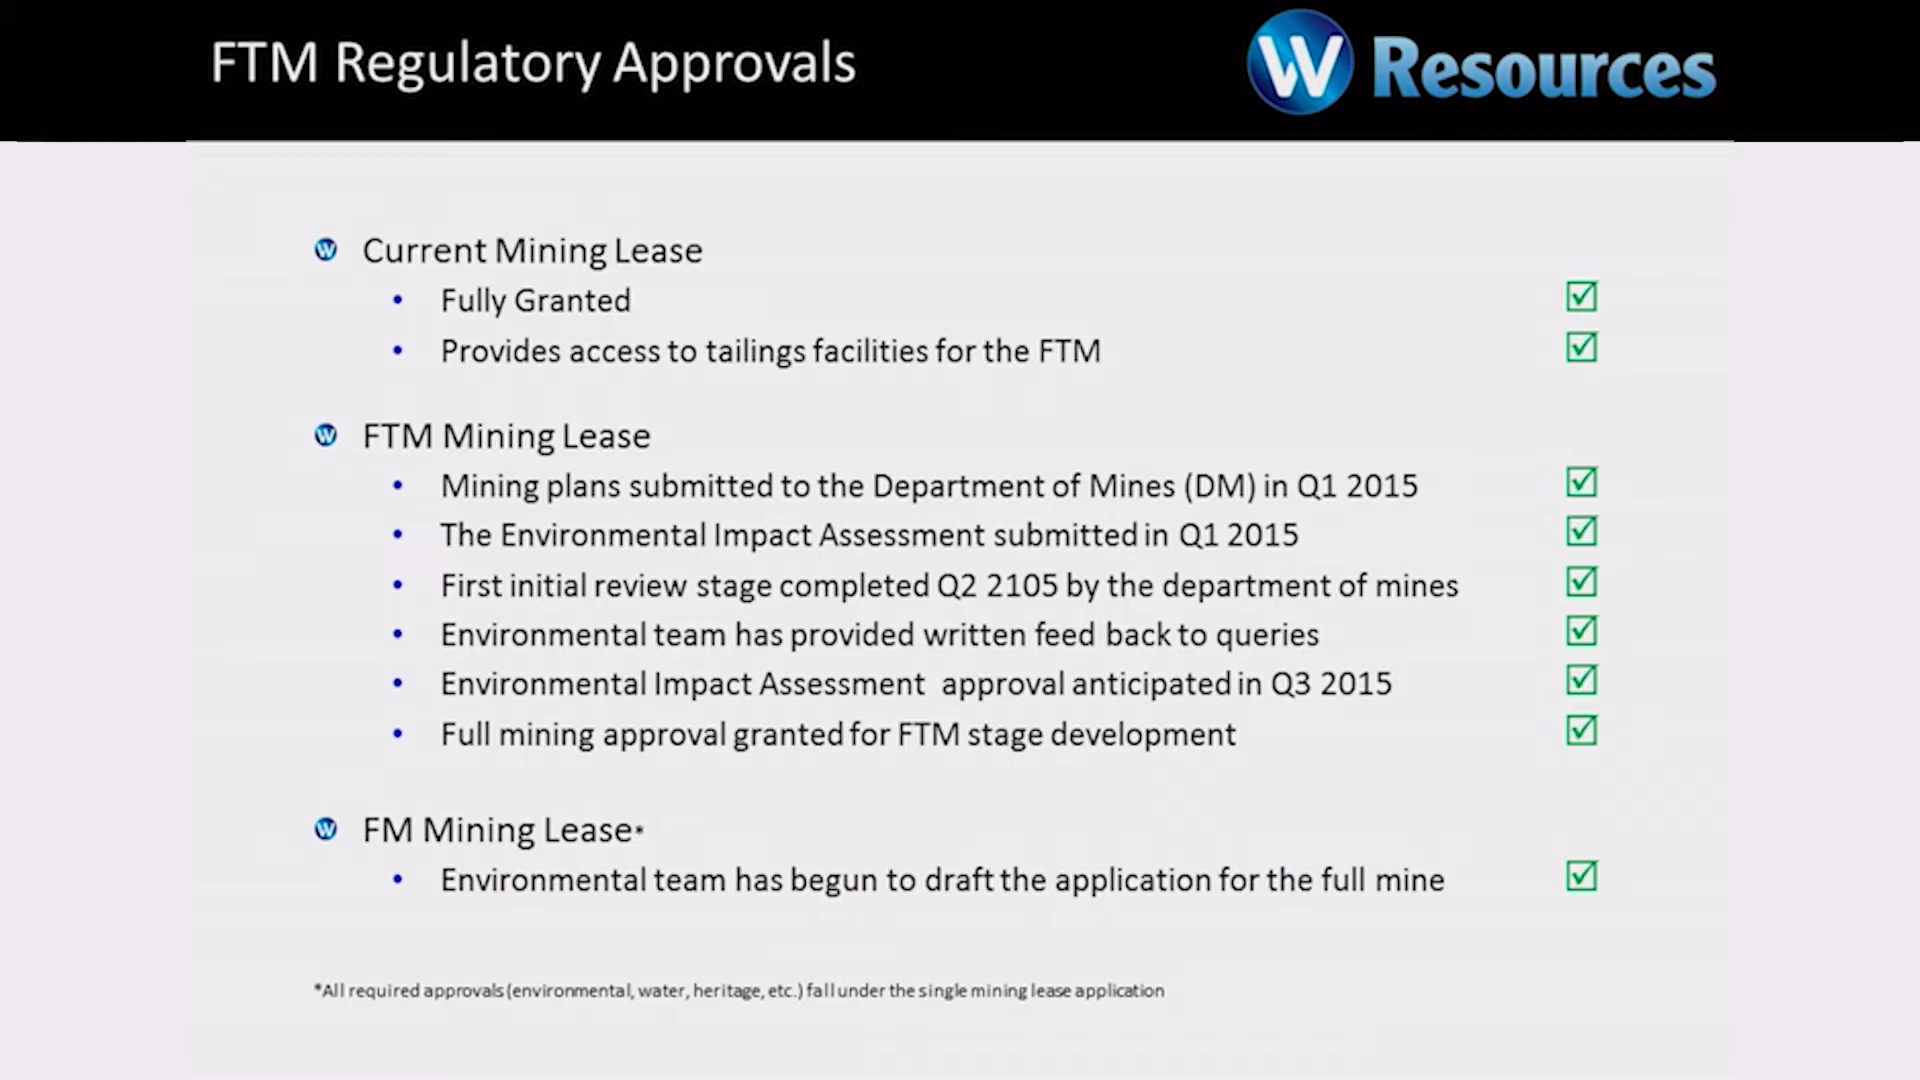 FTM Regulatory Approvals
W Resources
Current Mining Lease
• Fully Granted
• Provides access to tailings facilities for the FTM
FTM Mining Lease
• Mining plans submitted to the Department of Mines (DM) in Q1 2015
• The Environmental Impact Assessment submitted in Q1 2015
• First initial review stage completed Q2 2105 by the department of mines
• Environmental team has provided written feed back to queries
• Environmental Impact Assessment approval anticipated in Q3 2015
• Full mining approval granted for FTM stage development
FM Mining Lease*
• Environmental team has begun to draft the application for the full mine
*All required approvals (environmental, water, heritage, etc.) fall under the single mining lease application